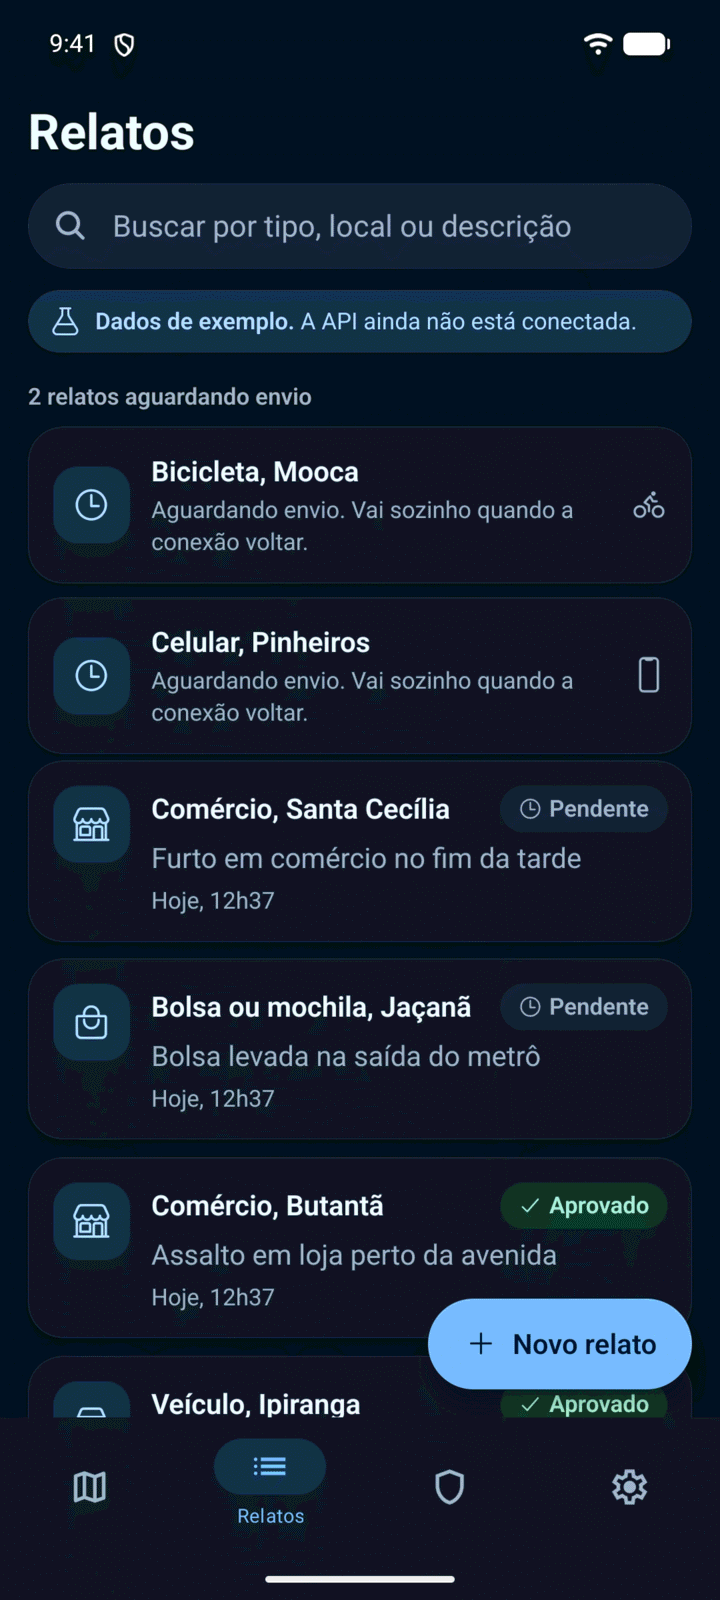 9:41
Relatos
Buscar por tipo, local ou descrição
Dados de exemplo. A API ainda não está conectada.
2 relatos aguardando envio
Bicicleta, Mooca
Aguardando envio. Vai sozinho quando a
conexão voltar.
Celular, Pinheiros
Aguardando envio. Vai sozinho quando a
conexão voltar.
Comércio, Santa Cecília
Pendente
Furto em comércio no fim da tarde
Hoje, 12h37
Bolsa ou mochila, Jaçanã
Pendente
Bolsa levada na saída do metrô
Hoje, 12h37
Comércio, Butantã
Aprovado
Assalto em loja perto da avenida
Hoje, 12h37
Novo relato
Veículo, Ipiranga
Aprovado
Relatos